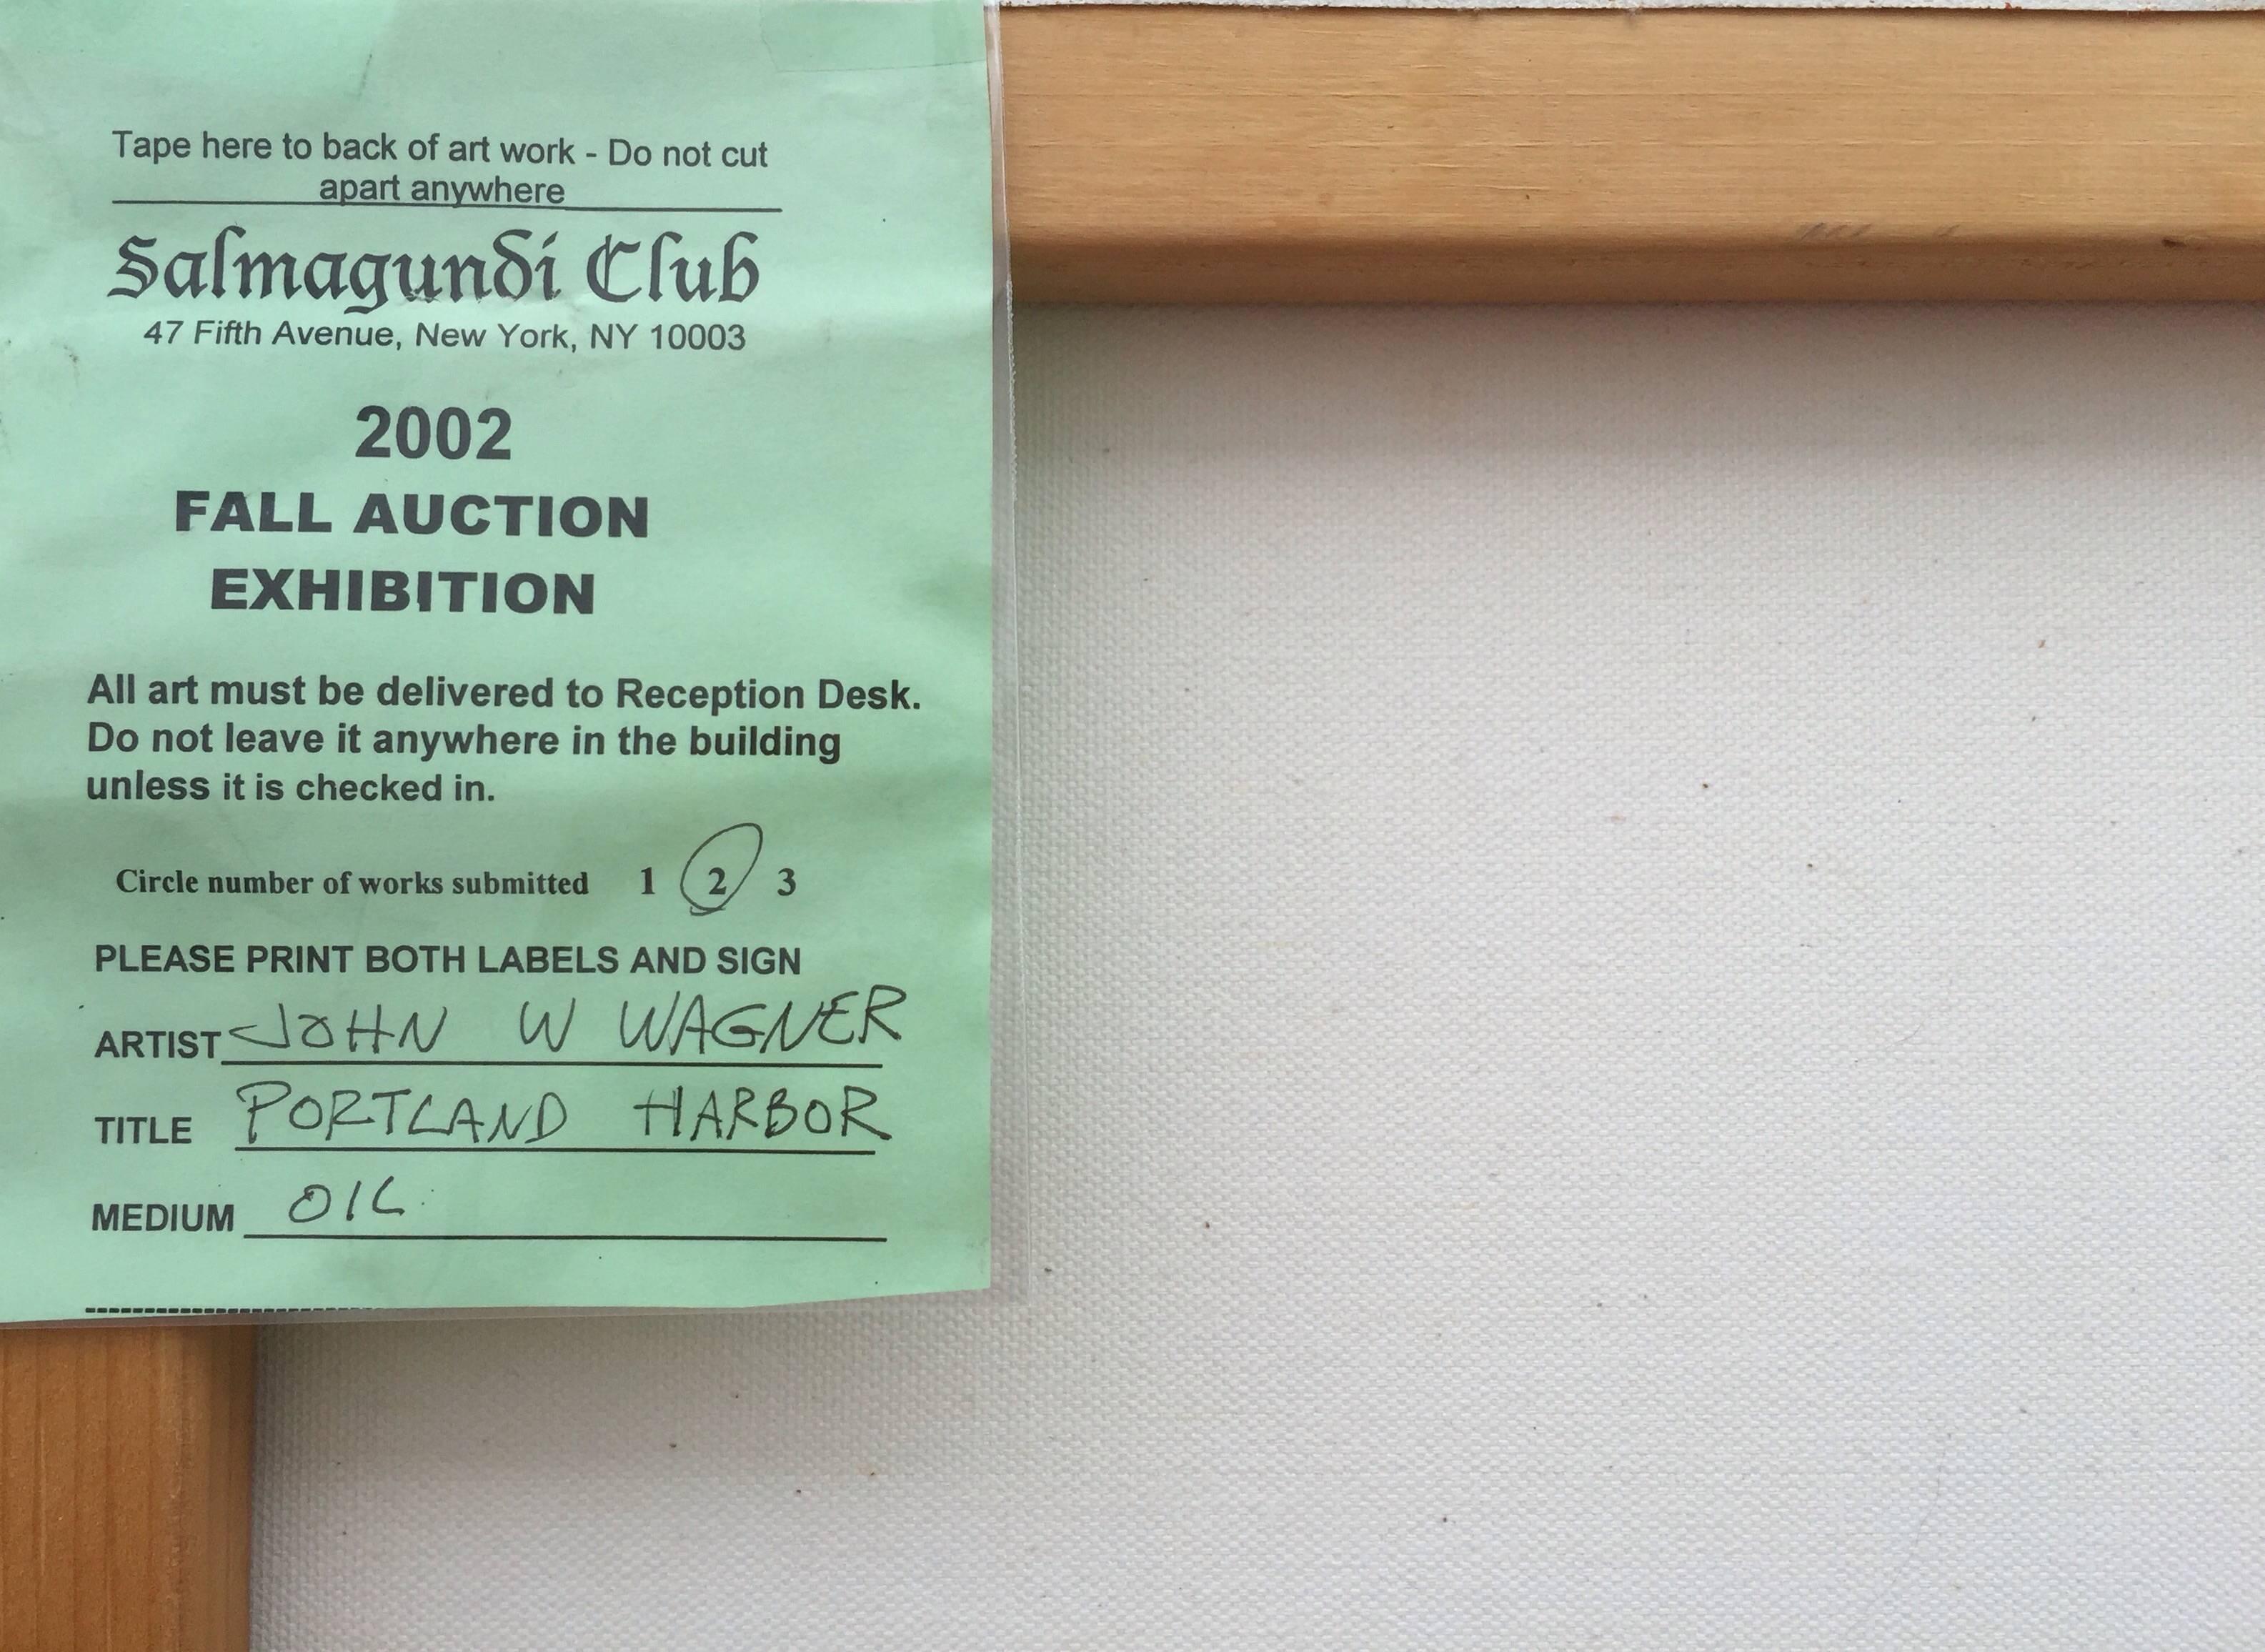 Tape here to back of art work - Do not cut
apart anywhere
Salmagundi Club
47 Fifth Avenue, New York, NY 10003
2002
FALL AUCTION
EXHIBITION
All art must be delivered to Reception Desk.
Do not leave it anywhere in the building
unless it is checked in.
Circle number of works submitted 1 2 3
PLEASE PRINT BOTH LABELS AND SIGN
ARTIST JOHN W WAGNER
TITLE PORTLAND HARBOR
MEDIUM OIL